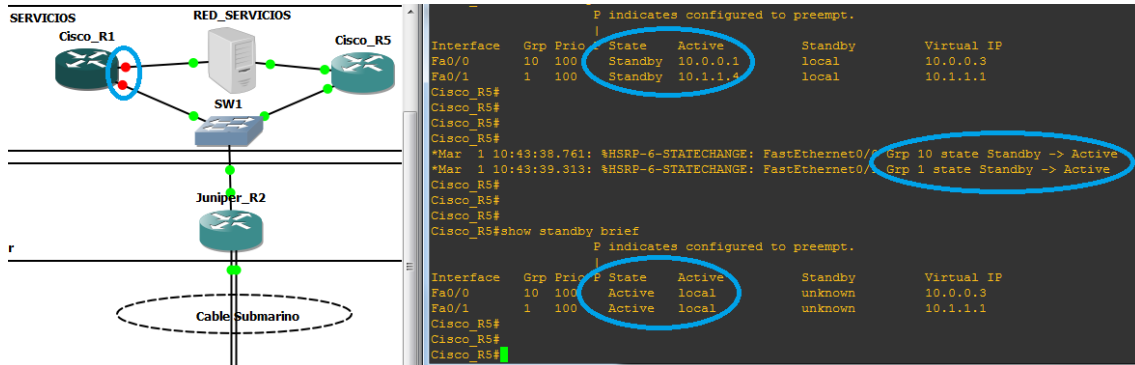 SERVICIOS
RED_SERVICIOS
Cisco_R1
Cisco_R5
SW1
Juniper_R2
r
Cable Submarino
P indicates configured to preempt.
|
Interface Grp Prio P State Active Standby Virtual IP
Fa0/0 10 100 Standby 10.0.0.1 local 10.0.0.3
Fa0/1 1 100 Standby 10.1.1.4 local 10.1.1.1
Cisco_R5#
Cisco_R5#
Cisco_R5#
Cisco_R5#
*Mar 1 10:43:38.761: %HSRP-6-STATECHANGE: FastEthernet0/0 Grp 10 state Standby -> Active
*Mar 1 10:43:39.313: %HSRP-6-STATECHANGE: FastEthernet0/1 Grp 1 state Standby -> Active
Cisco_R5#
Cisco_R5#
Cisco_R5#
Cisco_R5#show standby brief
P indicates configured to preempt.
|
Interface Grp Prio P State Active Standby Virtual IP
Fa0/0 10 100 Active local unknown 10.0.0.3
Fa0/1 1 100 Active local unknown 10.1.1.1
Cisco_R5#
Cisco_R5#
Cisco_R5#